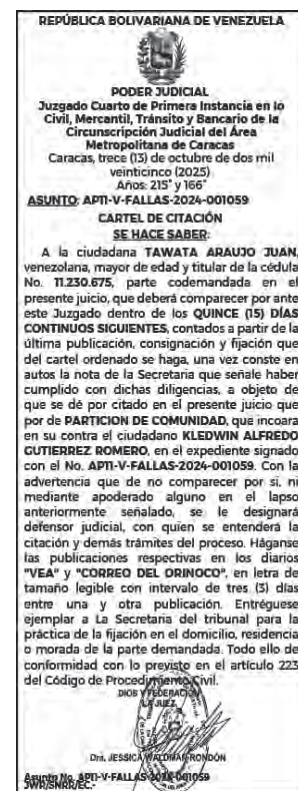 REPÚBLICA BOLIVARIANA DE VENEZUELA
PODER JUDICIAL
Juzgado Cuarto de Primera Instancia en lo
Civil, Mercantil, Tránsito y Bancario de la
Circunscripción Judicial del Área
Metropolitana de Caracas
Caracas, trece (13) de octubre de dos mil
veinticinco (2025)
Años: 215° y 166°
ASUNTO: AP11-V-FALLAS-2024-001059
CARTEL DE CITACIÓN
SE HACE SABER:
A la ciudadana TAWATA ARAUJO JUAN,
venezolana, mayor de edad y titular de la cédula
No. 11.230.675, parte codemandada en el
presente juicio, que deberá comparecer por ante
este Juzgado dentro de los QUINCE (15) DÍAS
CONTINUOS SIGUIENTES, contados a partir de la
última publicación, consignación y fijación que
del cartel ordenado se haga, una vez conste en
autos la nota de la Secretaria que señale haber
cumplido con dichas diligencias, a objeto de
que se dé por citado en el presente juicio que
por de PARTICION DE COMUNIDAD, que incoara
en su contra el ciudadano KLEDWIN ALFREDO
GUTIERREZ ROMERO, en el expediente signado
con el No. AP11-V-FALLAS-2024-001059. Con la
advertencia que de no comparecer por si, ni
mediante apoderado alguno en el lapso
anteriormente señalado, se le designará
defensor judicial, con quien se entenderá la
citación y demás trámites del proceso. Háganse
las publicaciones respectivas en los diarios
"VEA" y "CORREO DEL ORINOCO", en letra de
tamaño legible con intervalo de tres (3) días
entre una y otra publicación. Entréguese
ejemplar a La Secretaria del tribunal para la
práctica de la fijación en el domicilio, residencia
o morada de la parte demandada. Todo ello de
conformidad con lo previsto en el artículo 223
del Código de Procedimiento Civil.
DIOS Y FEDERACIÓN
LA JUEZ,
Dra. JESSICA WALDMAN RONDÓN
Asunto No. AP11-V-FALLAS-2024-001059
JWR/SNRR/EC.-